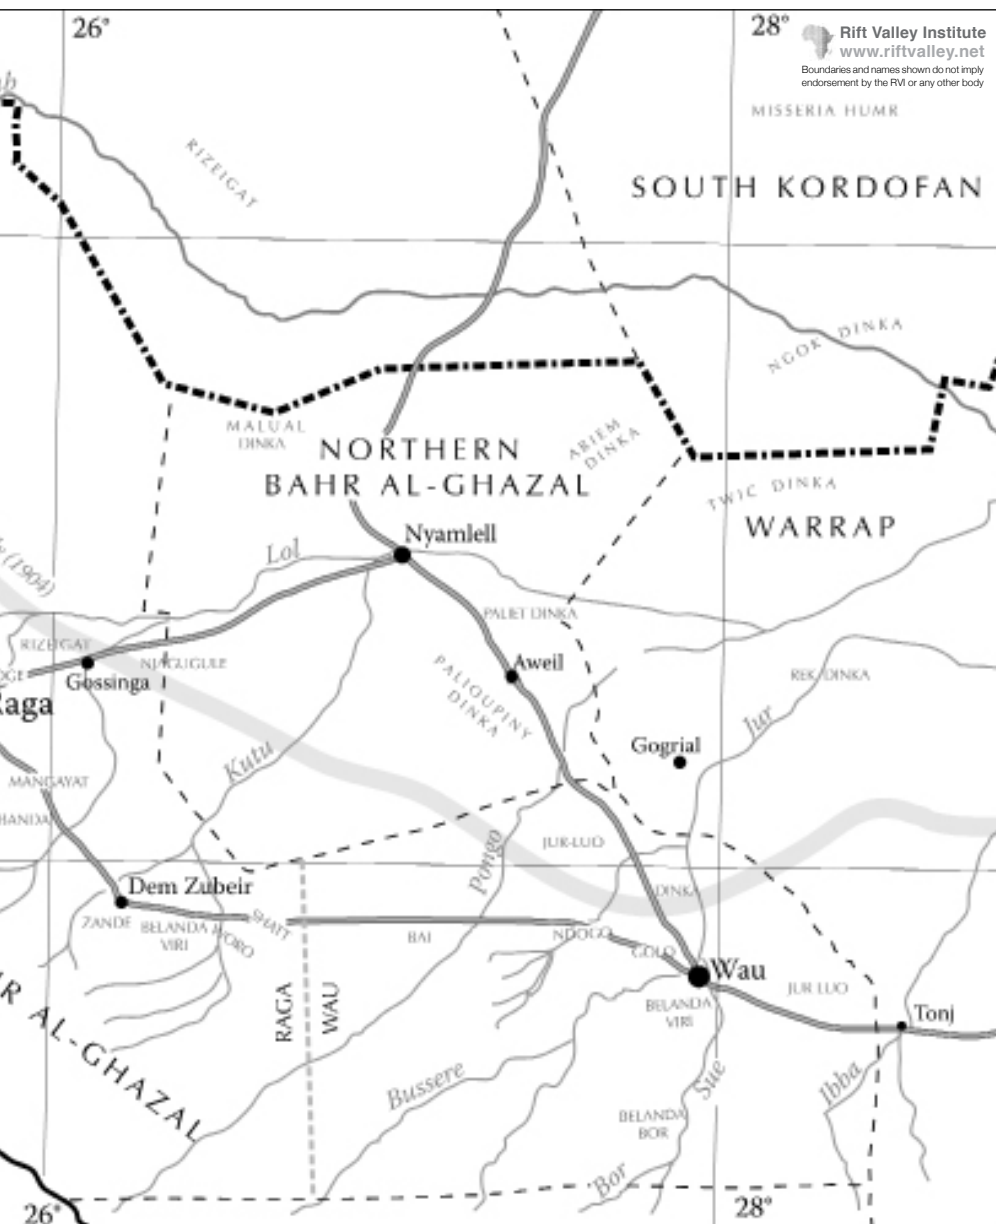 26°
28°
Rift Valley Institute
www.riftvalley.net
Boundaries and names shown do not imply
endorsement by the RVI or any other body
MISSERIA HUMR
RIZEIGAT
SOUTH KORDOFAN
NGOK DINKA
MALUAL
DINKA
ARIEM
DINKA
NORTHERN
BAHR AL-GHAZAL
TWIC DINKA
WARRAP
Nyamlell
Lol
(1904)
PALIET DINKA
RIZEIGAT
NJAGUGULE
Gossinga
Aweil
PALIOUPINY
DINKA
REK DINKA
Raga
Jur
Gogrial
Kutu
MANGAYAT
BANDA
JUR-LUO
Pongo
Dem Zubeir
DINKA
ZANDE
BELANDA
VIRI
WORO
SHATT
BAI
NDOGO
GOLO
Wau
JUR LUO
BELANDA
VIRI
RAGA
WAU
Tonj
AL-GHAZAL
Bussere
Sue
Ibba
BELANDA
BOR
Bor
26°
28°